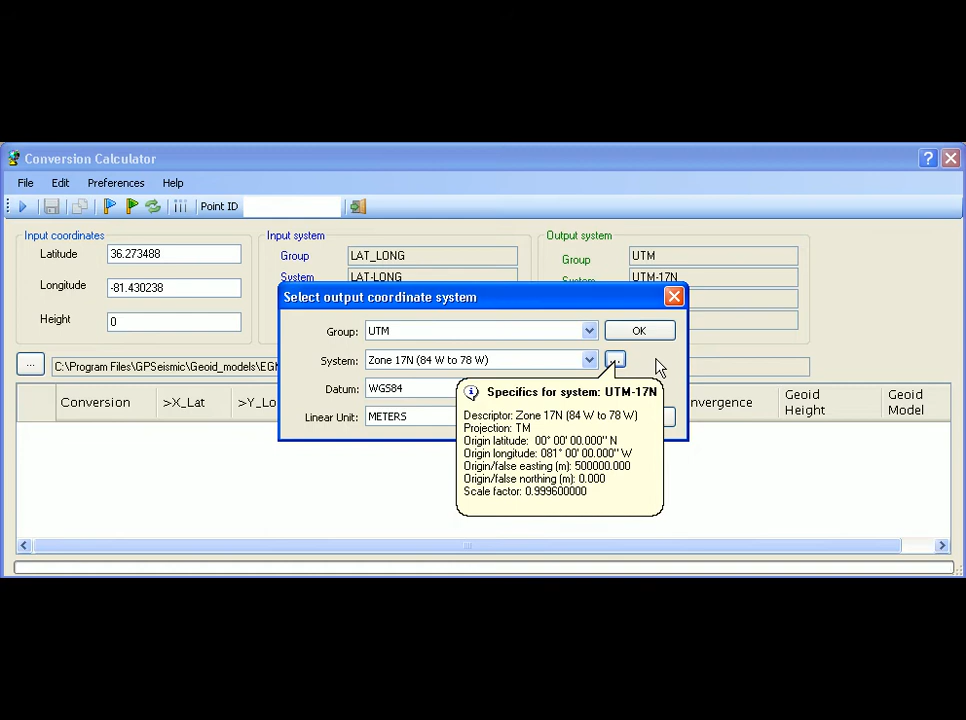 Conversion Calculator
File Edit Preferences Help
Point ID
Input coordinates
Latitude 36.273488
Longitude -81.430238
Height 0
Input system
Group LAT_LONG
System LAT-LONG
Output system
Group UTM
UTM-17N
... C:\Program Files\GPSeismic\Geoid_models\EG
Select output coordinate system
Group: UTM OK
System: Zone 17N (84 W to 78 W) ...
Datum: WGS84
Linear Unit: METERS
Specifics for system: UTM-17N
Descriptor: Zone 17N (84 W to 78 W)
Projection: TM
Origin latitude: 00° 00' 00.000" N
Origin longitude: 081° 00' 00.000" W
Origin/false easting (m): 500000.000
Origin/false northing (m): 0.000
Scale factor: 0.999600000
Conversion >X_Lat >Y_Lo nvergence Geoid Height Geoid Model